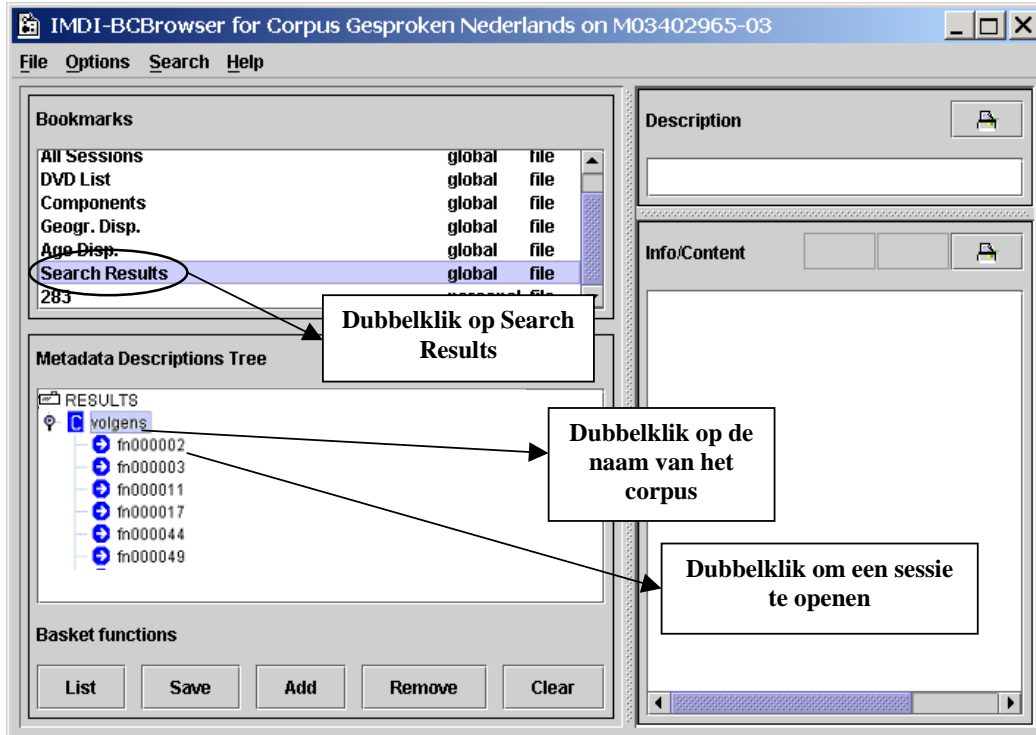 IMDI-BCBrowser for Corpus Gesproken Nederlands on M03402965-03
File Options Search Help
Bookmarks
All Sessions global file
DVD List global file
Components global file
Geogr. Disp. global file
Age Disp. global file
Search Results global file
283 personal file
Dubbelklik op Search
Results
Metadata Descriptions Tree
RESULTS
C volgens
fn000002
fn000003
fn000011
fn000017
fn000044
fn000049
Basket functions
List Save Add Remove Clear
Description
Info/Content
Dubbelklik op de
naam van het
corpus
Dubbelklik om een sessie
te openen